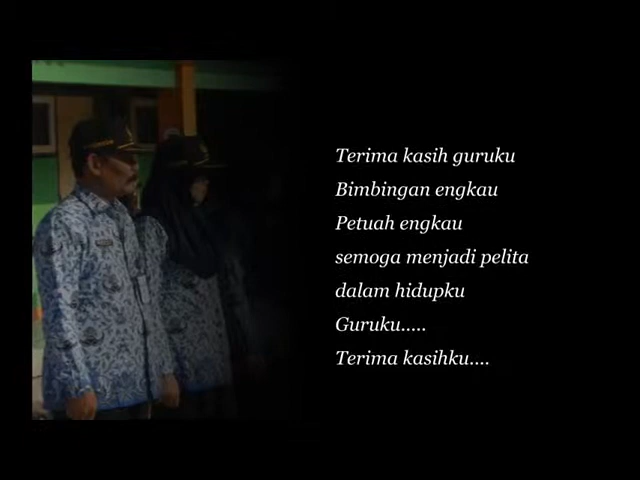 Terima kasih guruku
Bimbingan engkau
Petuah engkau
semoga menjadi pelita
dalam hidupku
Guruku.....
Terima kasihku....